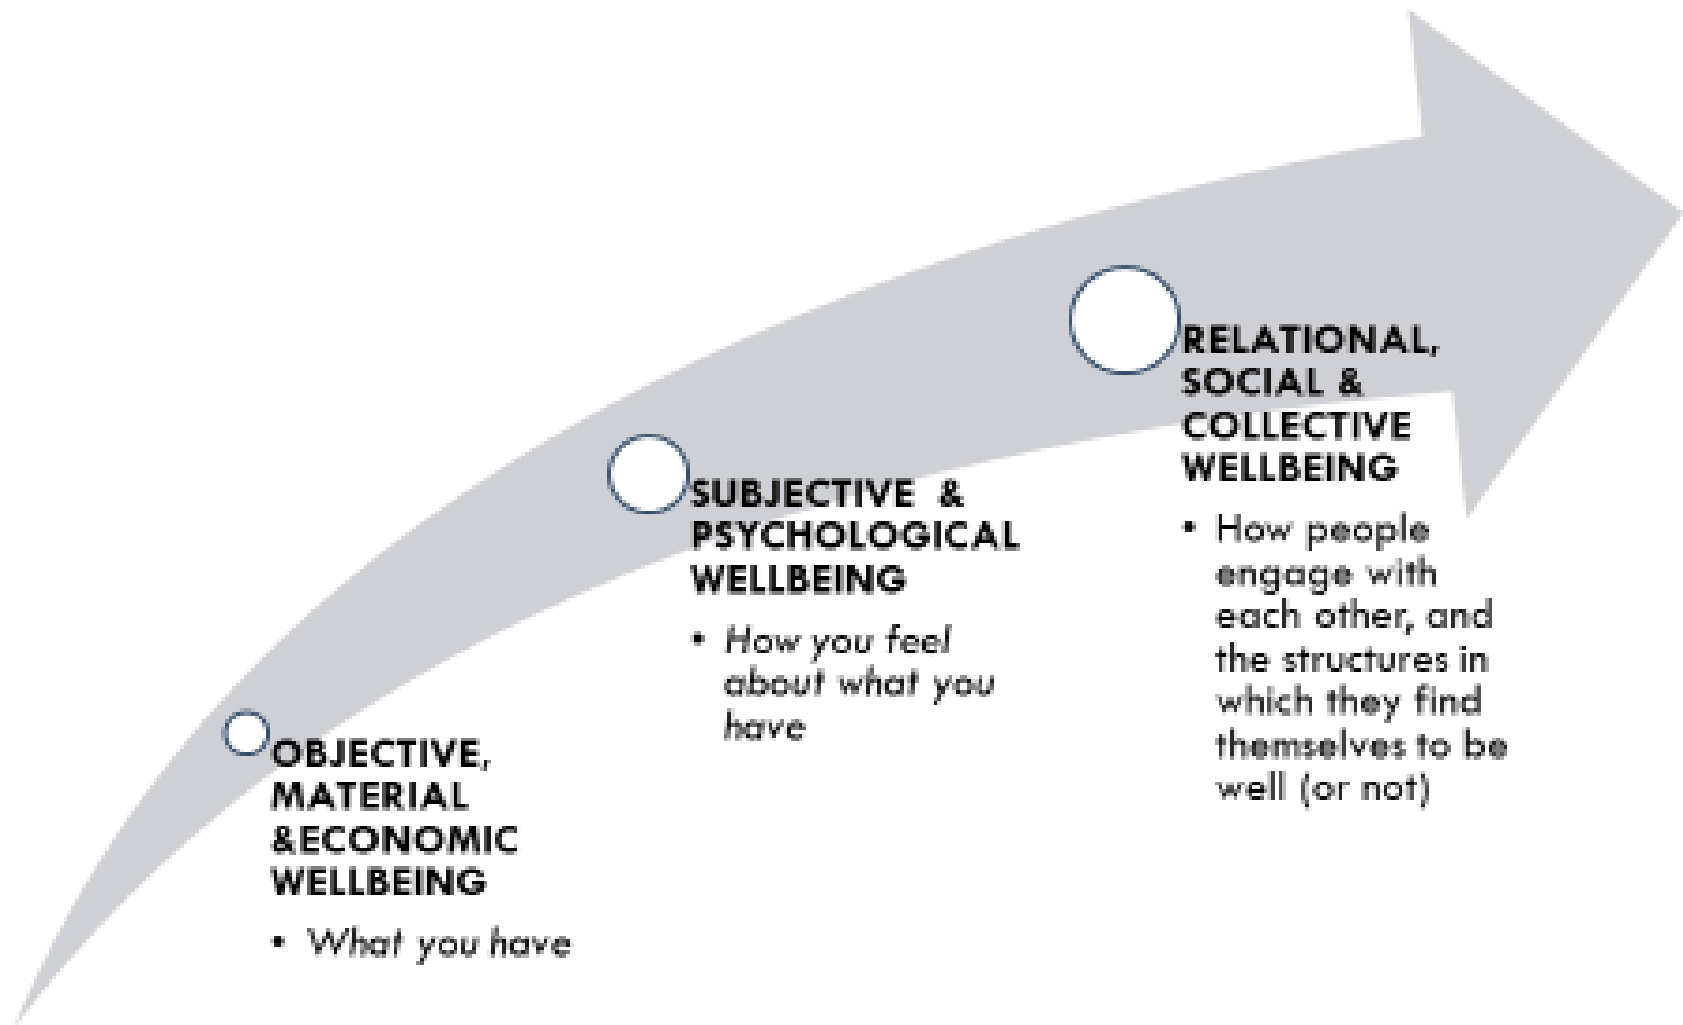 OBJECTIVE,
MATERIAL
&ECONOMIC
WELLBEING
• What you have
SUBJECTIVE &
PSYCHOLOGICAL
WELLBEING
• How you feel
about what you
have
RELATIONAL,
SOCIAL &
COLLECTIVE
WELLBEING
• How people
engage with
each other, and
the structures in
which they find
themselves to be
well (or not)